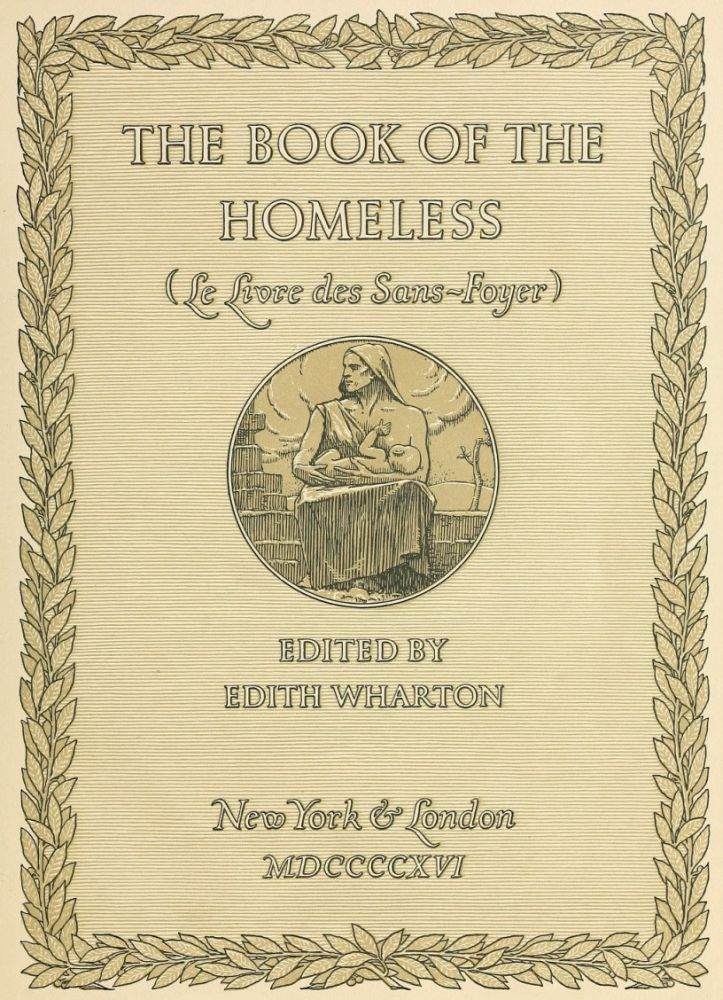 THE BOOK OF THE
HOMELESS
(Le Livre des Sans~Foyer)
EDITED BY
EDITH WHARTON
New York & London
MDCCCCXVI